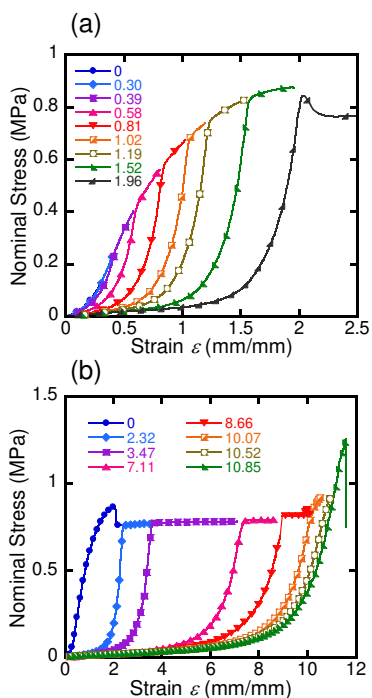 (a)
1
0.8
0.6
0.4
0.2
0
Nominal Stress (MPa)
0
0.30
0.39
0.58
0.81
1.02
1.19
1.52
1.96
0 0.5 1 1.5 2 2.5
Strain ε (mm/mm)
(b)
1.5
1
0.5
0
Nominal Stress (MPa)
0 8.66
2.32 10.07
3.47 10.52
7.11 10.85
0 2 4 6 8 10 12
Strain ε (mm/mm)